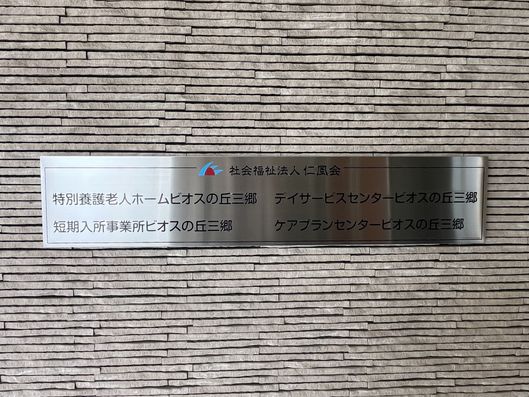 社会福祉法人 仁風会
特別養護老人ホームビオスの丘三郷 デイサービスセンタービオスの丘三郷
短期入所事業所ビオスの丘三郷 ケアプランセンタービオスの丘三郷